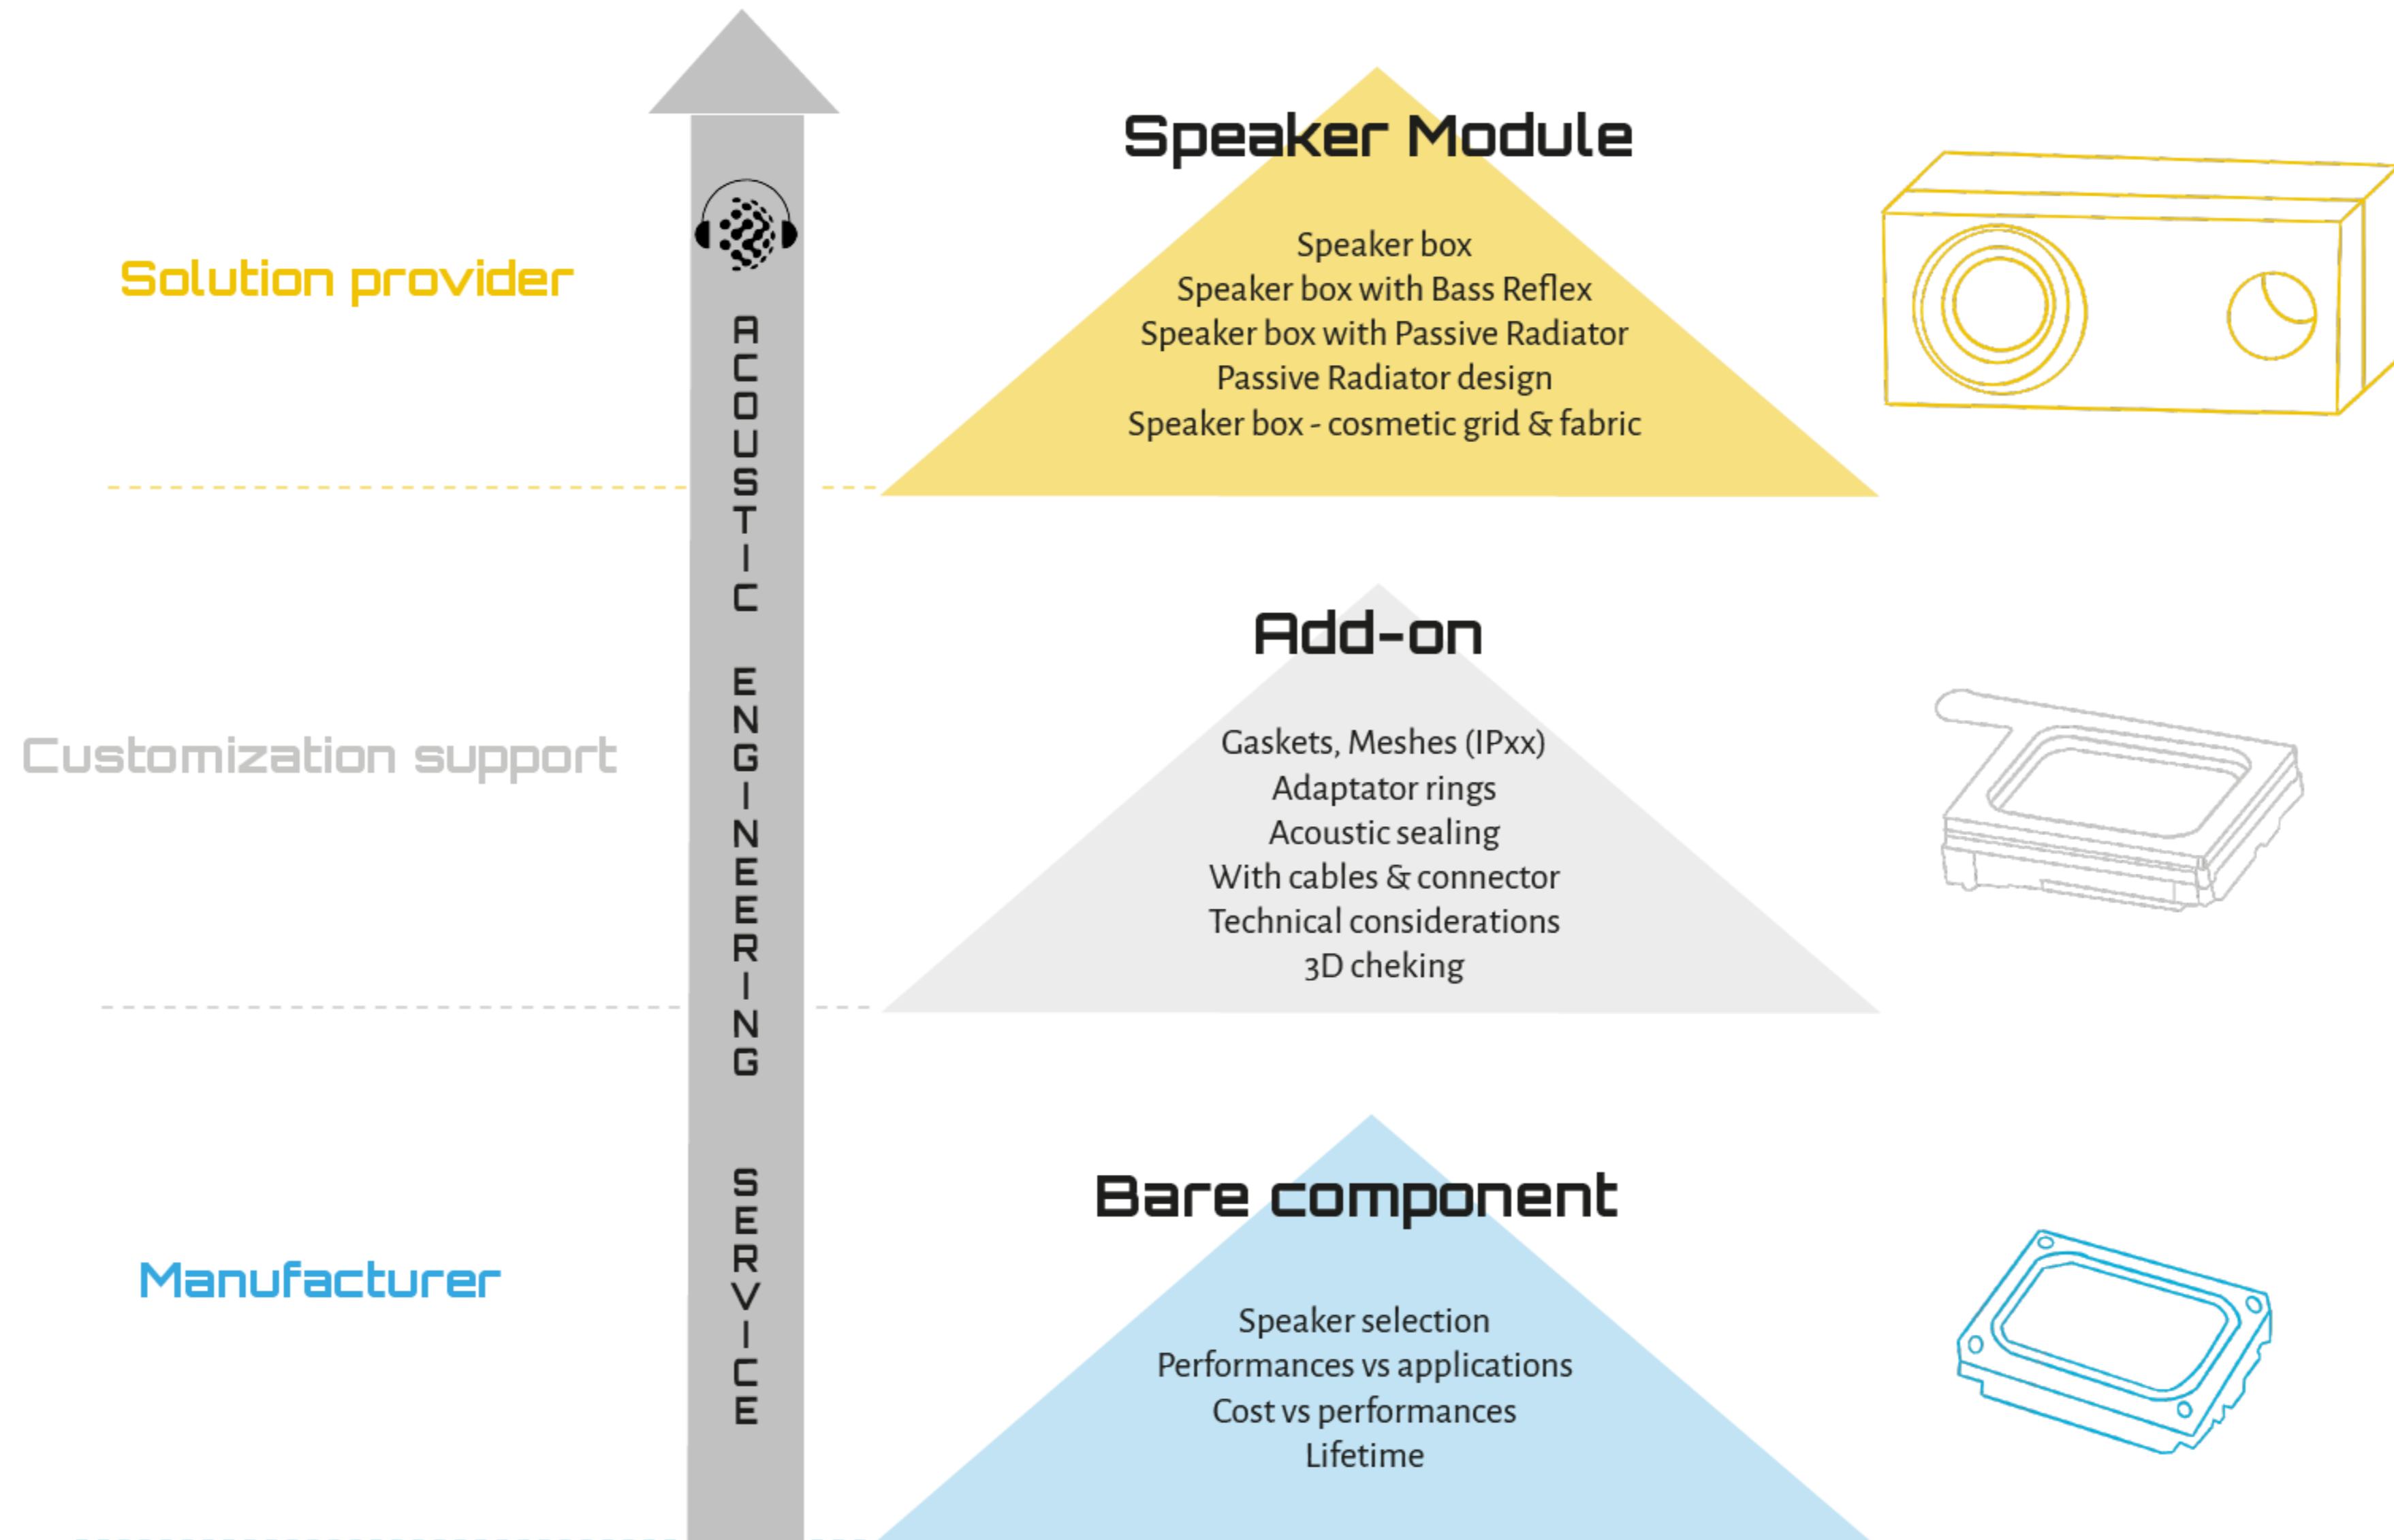 Speaker Module
Speaker box
Speaker box with Bass Reflex
Speaker box with Passive Radiator
Passive Radiator design
Speaker box - cosmetic grid & fabric
Solution provider
ACOUSTIC ENGINEERING SERVICE
Add-on
Gaskets, Meshes (IPxx)
Adaptator rings
Acoustic sealing
With cables & connector
Technical considerations
3D cheking
Customization support
Bare component
Speaker selection
Performances vs applications
Cost vs performances
Lifetime
Manufacturer